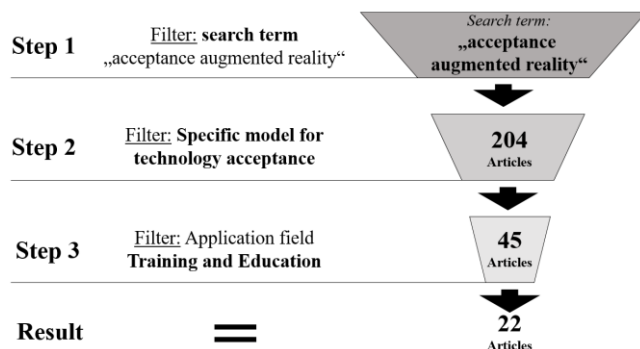 Step 1
Filter: search term
„acceptance augmented reality“
Search term:
„acceptance
augmented reality“
Step 2
Filter: Specific model for
technology acceptance
204
Articles
Step 3
Filter: Application field
Training and Education
45
Articles
Result
=
22
Articles